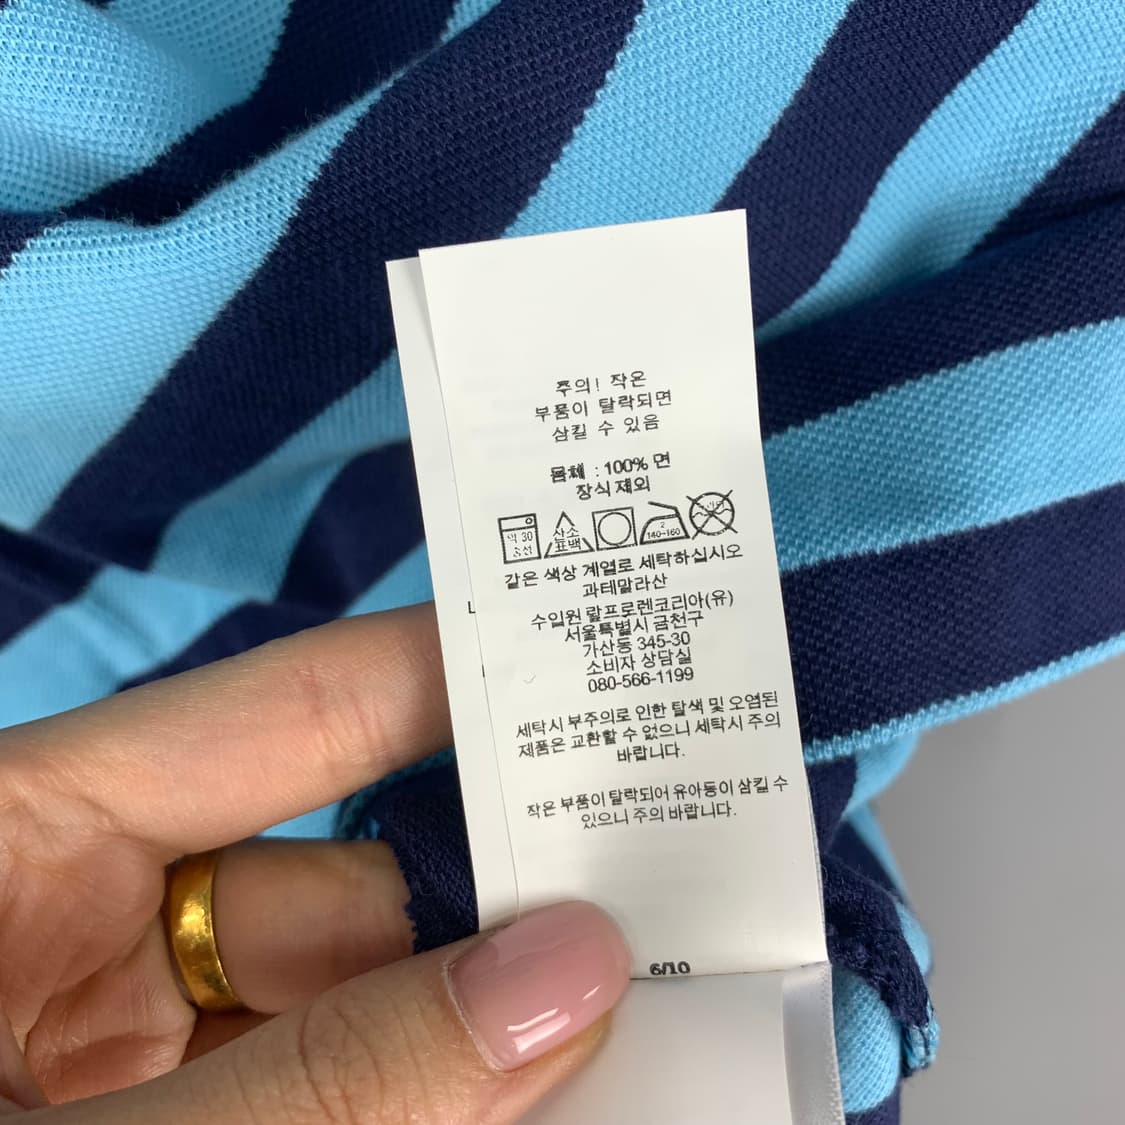 주의! 작은
부품이 탈락되면
삼킬 수 있음
몸체 : 100% 면
장식 제외
약 30
중성
산소
표백
2
140~160
같은 색상 계열로 세탁하십시오
과테말라산
수입원 랄프로렌코리아(유)
서울특별시 금천구
가산동 345-30
소비자 상담실
080-566-1199
세탁시 부주의로 인한 탈색 및 오염된
제품은 교환할 수 없으니 세탁시 주의
바랍니다.
작은 부품이 탈락되어 유아동이 삼킬 수
있으니 주의 바랍니다.
6/10
L